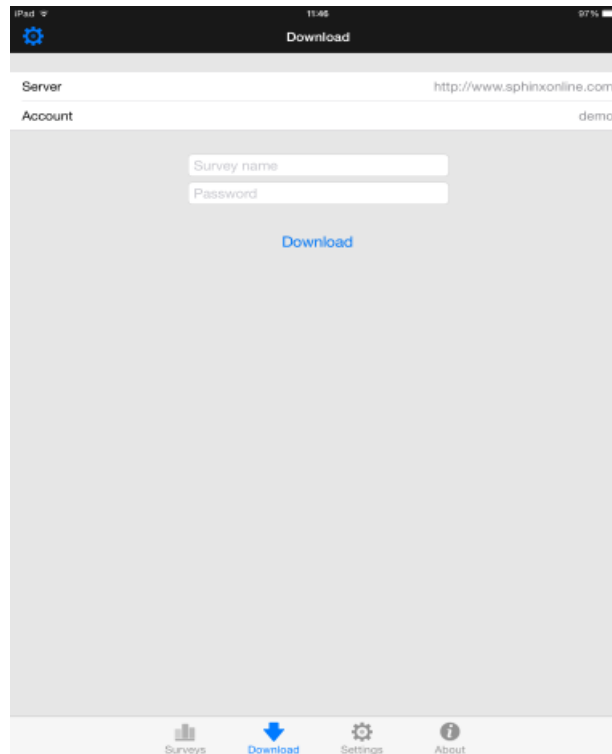 iPad 11:46 97%
Download
Server http://www.sphinxonline.com
Account demo
Survey name
Password
Download
Surveys Download Settings About